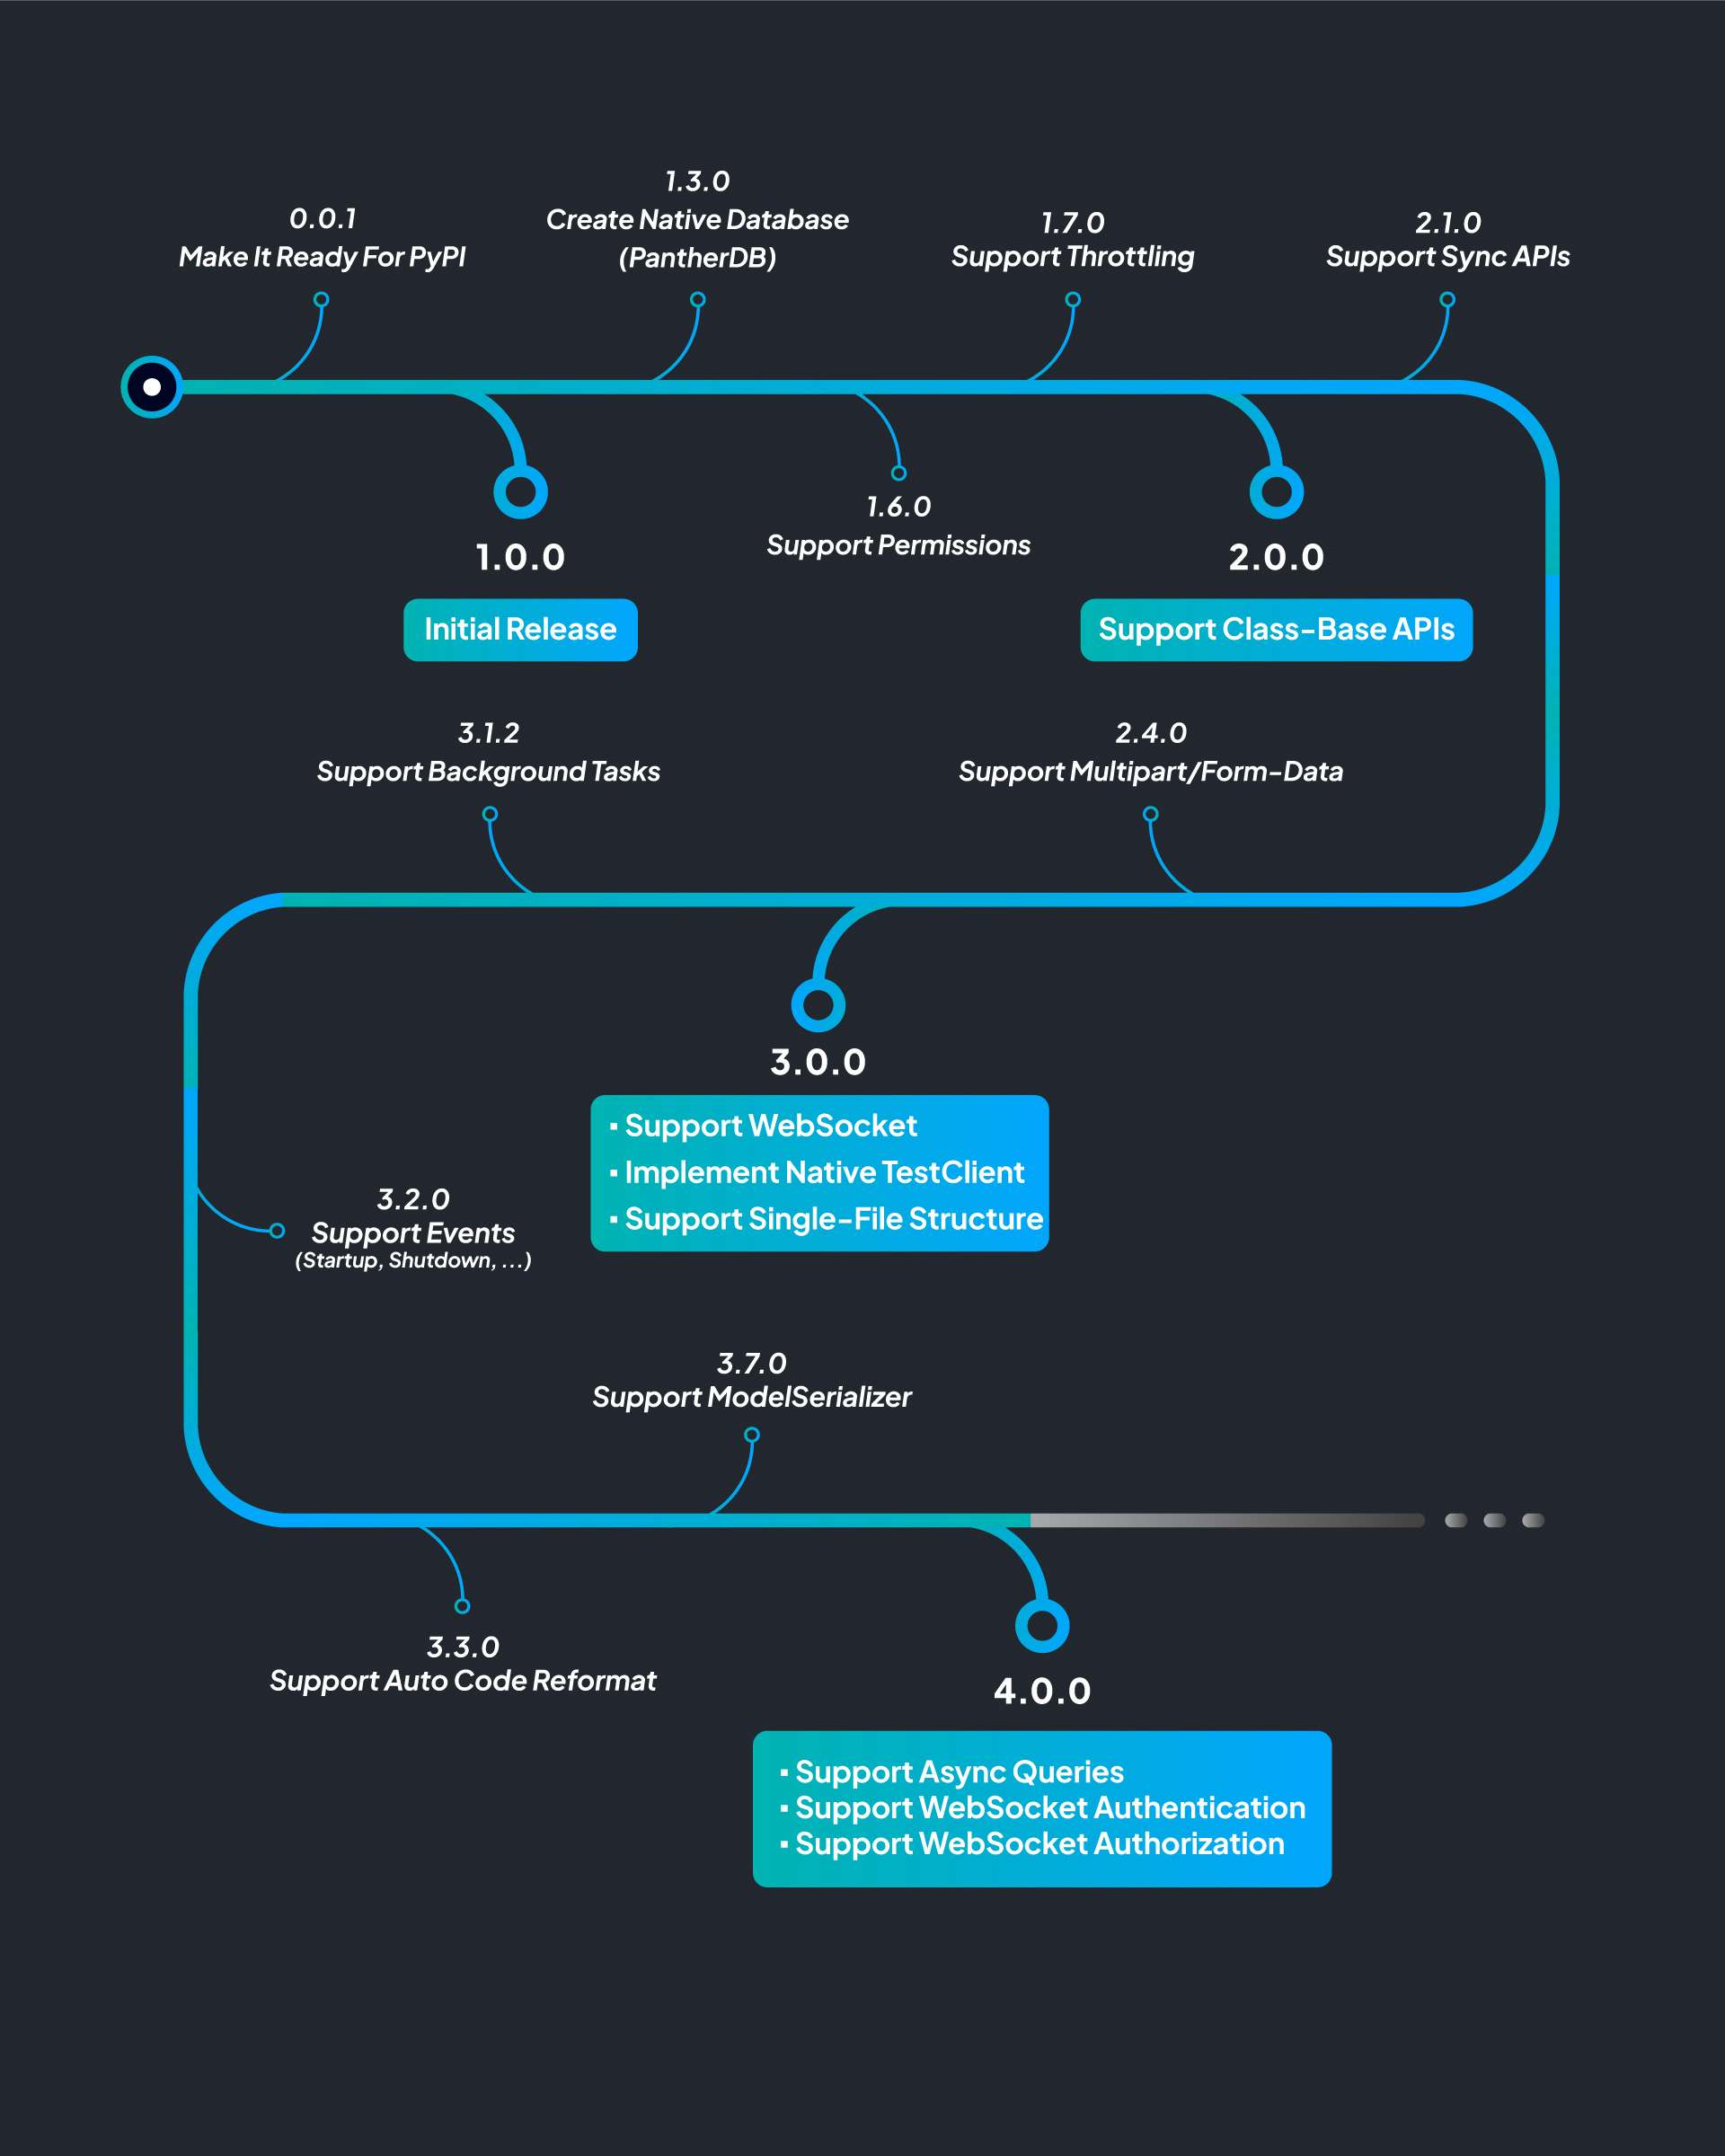 0.0.1
Make It Ready For PyPI
1.3.0
Create Native Database
(PantherDB)
1.7.0
Support Throttling
2.1.0
Support Sync APIs
1.0.0
Initial Release
1.6.0
Support Permissions
2.0.0
Support Class-Base APIs
3.1.2
Support Background Tasks
2.4.0
Support Multipart/Form-Data
3.0.0
▪ Support WebSocket
▪ Implement Native TestClient
▪ Support Single-File Structure
3.2.0
Support Events
(Startup, Shutdown, ...)
3.7.0
Support ModelSerializer
3.3.0
Support Auto Code Reformat
4.0.0
▪ Support Async Queries
▪ Support WebSocket Authentication
▪ Support WebSocket Authorization